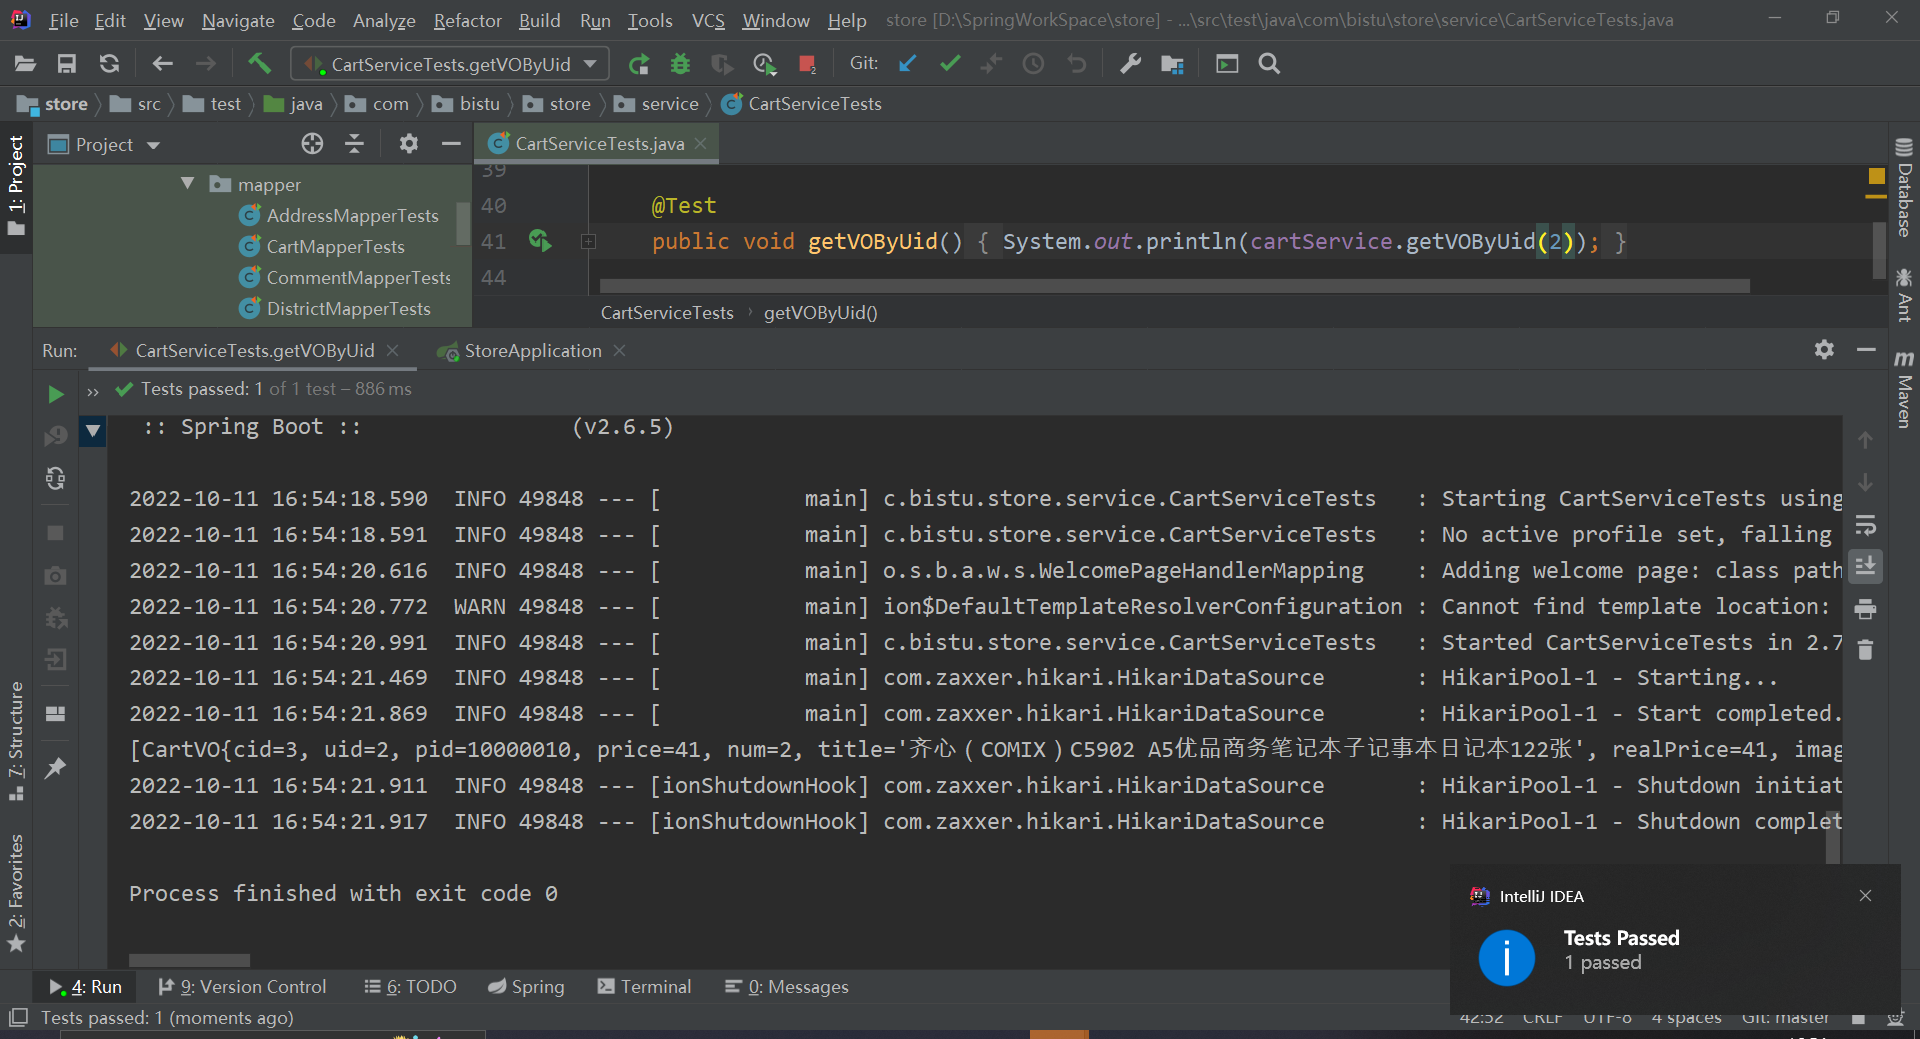 File Edit View Navigate Code Analyze Refactor Build Run Tools VCS Window Help store [D:\SpringWorkSpace\store] - ...\src\test\java\com\bistu\store\service\CartServiceTests.java
CartServiceTests.getVOByUid Git:
store src test java com bistu store service CartServiceTests
1: Project
Project
CartServiceTests.java
mapper
AddressMapperTests
CartMapperTests
CommentMapperTests
DistrictMapperTests
39
40 @Test
41 public void getVOByUid() { System.out.println(cartService.getVOByUid(2)); }
44
CartServiceTests › getVOByUid()
Database
Ant
Maven
Run: CartServiceTests.getVOByUid StoreApplication
Tests passed: 1 of 1 test – 886 ms
:: Spring Boot :: (v2.6.5)
2022-10-11 16:54:18.590 INFO 49848 --- [ main] c.bistu.store.service.CartServiceTests : Starting CartServiceTests using
2022-10-11 16:54:18.591 INFO 49848 --- [ main] c.bistu.store.service.CartServiceTests : No active profile set, falling
2022-10-11 16:54:20.616 INFO 49848 --- [ main] o.s.b.a.w.s.WelcomePageHandlerMapping : Adding welcome page: class path
2022-10-11 16:54:20.772 WARN 49848 --- [ main] ion$DefaultTemplateResolverConfiguration : Cannot find template location:
2022-10-11 16:54:20.991 INFO 49848 --- [ main] c.bistu.store.service.CartServiceTests : Started CartServiceTests in 2.7
2022-10-11 16:54:21.469 INFO 49848 --- [ main] com.zaxxer.hikari.HikariDataSource : HikariPool-1 - Starting...
2022-10-11 16:54:21.869 INFO 49848 --- [ main] com.zaxxer.hikari.HikariDataSource : HikariPool-1 - Start completed.
[CartVO{cid=3, uid=2, pid=10000010, price=41, num=2, title='齐心（COMIX）C5902 A5优品商务笔记本子记事本日记本122张', realPrice=41, imag
2022-10-11 16:54:21.911 INFO 49848 --- [ionShutdownHook] com.zaxxer.hikari.HikariDataSource : HikariPool-1 - Shutdown initiat
2022-10-11 16:54:21.917 INFO 49848 --- [ionShutdownHook] com.zaxxer.hikari.HikariDataSource : HikariPool-1 - Shutdown complet
Process finished with exit code 0
7: Structure
2: Favorites
IntelliJ IDEA
Tests Passed
1 passed
4: Run 9: Version Control 6: TODO Spring Terminal 0: Messages
Tests passed: 1 (moments ago) 42:52 CRLF UTF-8 4 spaces Git: master